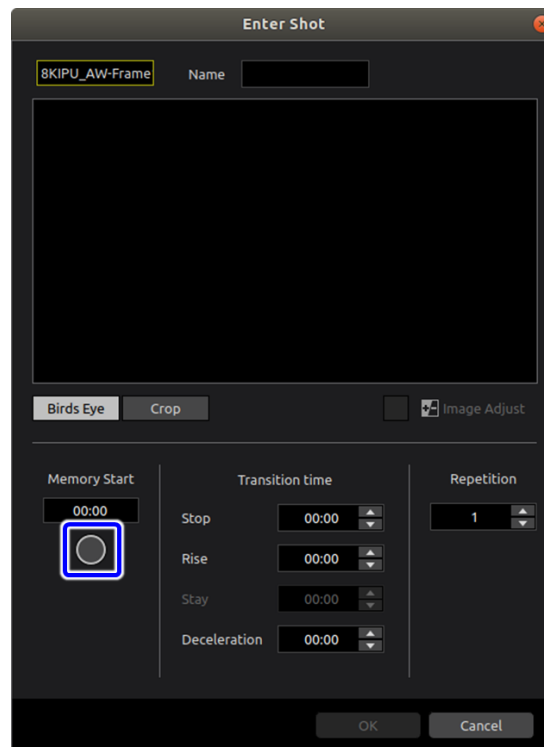 Enter Shot
8KIPU_AW-Frame Name
Birds Eye Crop Image Adjust
Memory Start Transition time Repetition
00:00 Stop 00:00 1
Rise 00:00
Stay 00:00
Deceleration 00:00
OK Cancel